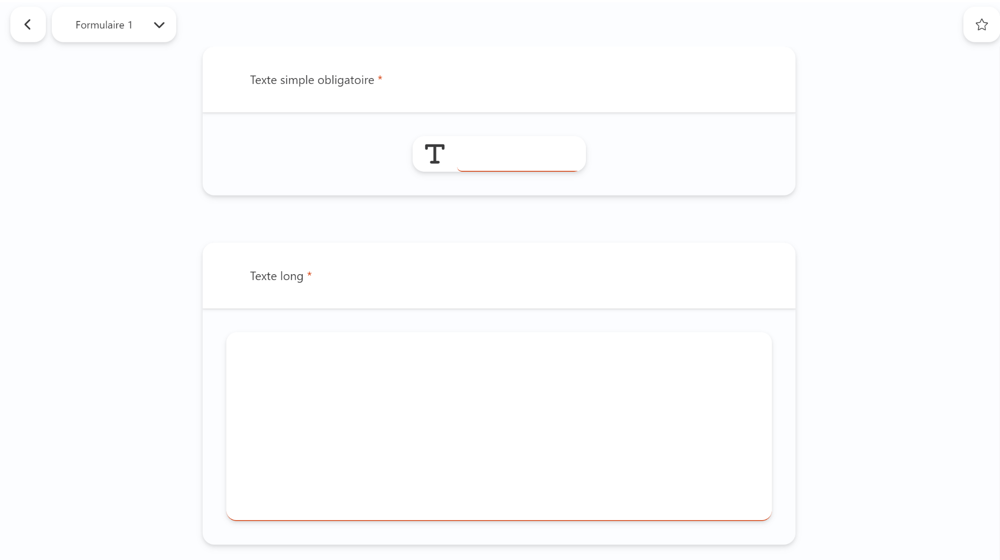 Formulaire 1
Texte simple obligatoire *
T
Texte long *